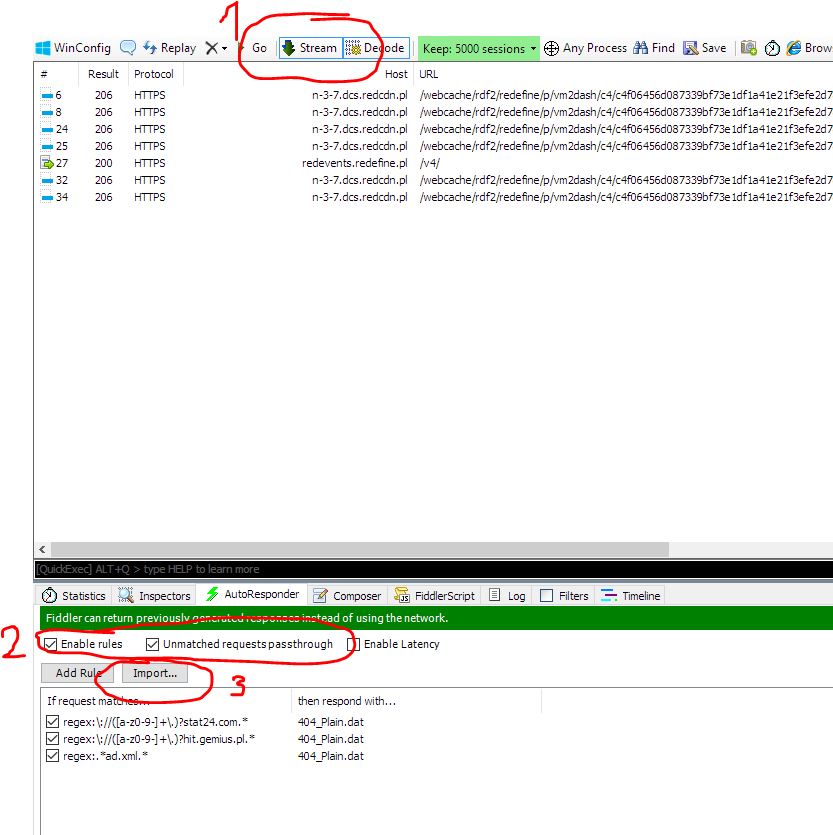 1
WinConfig Replay Go Stream Decode Keep: 5000 sessions Any Process Find Save Brow
# Result Protocol Host URL
6 206 HTTPS n-3-7.dcs.redcdn.pl /webcache/rdf2/redefine/p/vm2dash/c4/c4f06456d087339bf73e1df1a41e21f3efe2d7
8 206 HTTPS n-3-7.dcs.redcdn.pl /webcache/rdf2/redefine/p/vm2dash/c4/c4f06456d087339bf73e1df1a41e21f3efe2d7
24 206 HTTPS n-3-7.dcs.redcdn.pl /webcache/rdf2/redefine/p/vm2dash/c4/c4f06456d087339bf73e1df1a41e21f3efe2d7
25 206 HTTPS n-3-7.dcs.redcdn.pl /webcache/rdf2/redefine/p/vm2dash/c4/c4f06456d087339bf73e1df1a41e21f3efe2d7
27 200 HTTPS redevents.redefine.pl /v4/
32 206 HTTPS n-3-7.dcs.redcdn.pl /webcache/rdf2/redefine/p/vm2dash/c4/c4f06456d087339bf73e1df1a41e21f3efe2d7
34 206 HTTPS n-3-7.dcs.redcdn.pl /webcache/rdf2/redefine/p/vm2dash/c4/c4f06456d087339bf73e1df1a41e21f3efe2d7
[QuickExec] ALT+Q > type HELP to learn more
Statistics Inspectors AutoResponder Composer FiddlerScript Log Filters Timeline
Fiddler can return previously generated responses instead of using the network.
2 Enable rules Unmatched requests passthrough Enable Latency
Add Rule Import... 3
If request matches... then respond with...
regex:\://([a-z0-9-]+\.)?stat24.com.* 404_Plain.dat
regex:\://([a-z0-9-]+\.)?hit.gemius.pl.* 404_Plain.dat
regex:.*ad.xml.* 404_Plain.dat